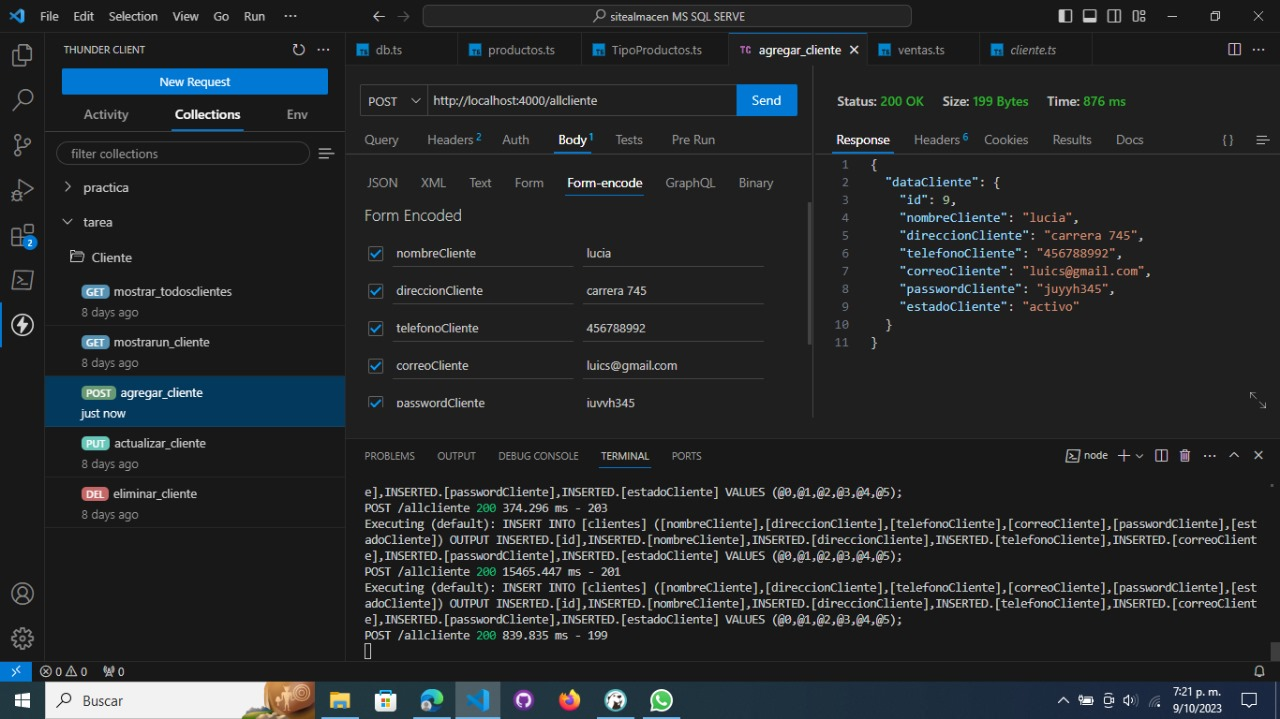 File Edit Selection View Go Run ···
sitealmacen MS SQL SERVE
THUNDER CLIENT
New Request
Activity Collections Env
filter collections
practica
tarea
Cliente
GET mostrar_todosclientes
8 days ago
GET mostrarun_cliente
8 days ago
POST agregar_cliente
just now
PUT actualizar_cliente
8 days ago
DEL eliminar_cliente
8 days ago
2
TS db.ts TS productos.ts TS TipoProductos.ts TC agregar_cliente TS ventas.ts TS cliente.ts
POST http://localhost:4000/allcliente Send
Query Headers 2 Auth Body 1 Tests Pre Run
JSON XML Text Form Form-encode GraphQL Binary
Form Encoded
nombreCliente lucia
direccionCliente carrera 745
telefonoCliente 456788992
correoCliente luics@gmail.com
passwordCliente juyyh345
Status: 200 OK Size: 199 Bytes Time: 876 ms
Response Headers 6 Cookies Results Docs { }
1 {
2 "dataCliente": {
3 "id": 9,
4 "nombreCliente": "lucia",
5 "direccionCliente": "carrera 745",
6 "telefonoCliente": "456788992",
7 "correoCliente": "luics@gmail.com",
8 "passwordCliente": "juyyh345",
9 "estadoCliente": "activo"
10 }
11 }
PROBLEMS OUTPUT DEBUG CONSOLE TERMINAL PORTS
node
e],INSERTED.[passwordCliente],INSERTED.[estadoCliente] VALUES (@0,@1,@2,@3,@4,@5);
POST /allcliente 200 374.296 ms - 203
Executing (default): INSERT INTO [clientes] ([nombreCliente],[direccionCliente],[telefonoCliente],[correoCliente],[passwordCliente],[est
adoCliente]) OUTPUT INSERTED.[id],INSERTED.[nombreCliente],INSERTED.[direccionCliente],INSERTED.[telefonoCliente],INSERTED.[correoClient
e],INSERTED.[passwordCliente],INSERTED.[estadoCliente] VALUES (@0,@1,@2,@3,@4,@5);
POST /allcliente 200 15465.447 ms - 201
Executing (default): INSERT INTO [clientes] ([nombreCliente],[direccionCliente],[telefonoCliente],[correoCliente],[passwordCliente],[est
adoCliente]) OUTPUT INSERTED.[id],INSERTED.[nombreCliente],INSERTED.[direccionCliente],INSERTED.[telefonoCliente],INSERTED.[correoClient
e],INSERTED.[passwordCliente],INSERTED.[estadoCliente] VALUES (@0,@1,@2,@3,@4,@5);
POST /allcliente 200 839.835 ms - 199
0 0 0
Buscar
7:21 p. m.
9/10/2023